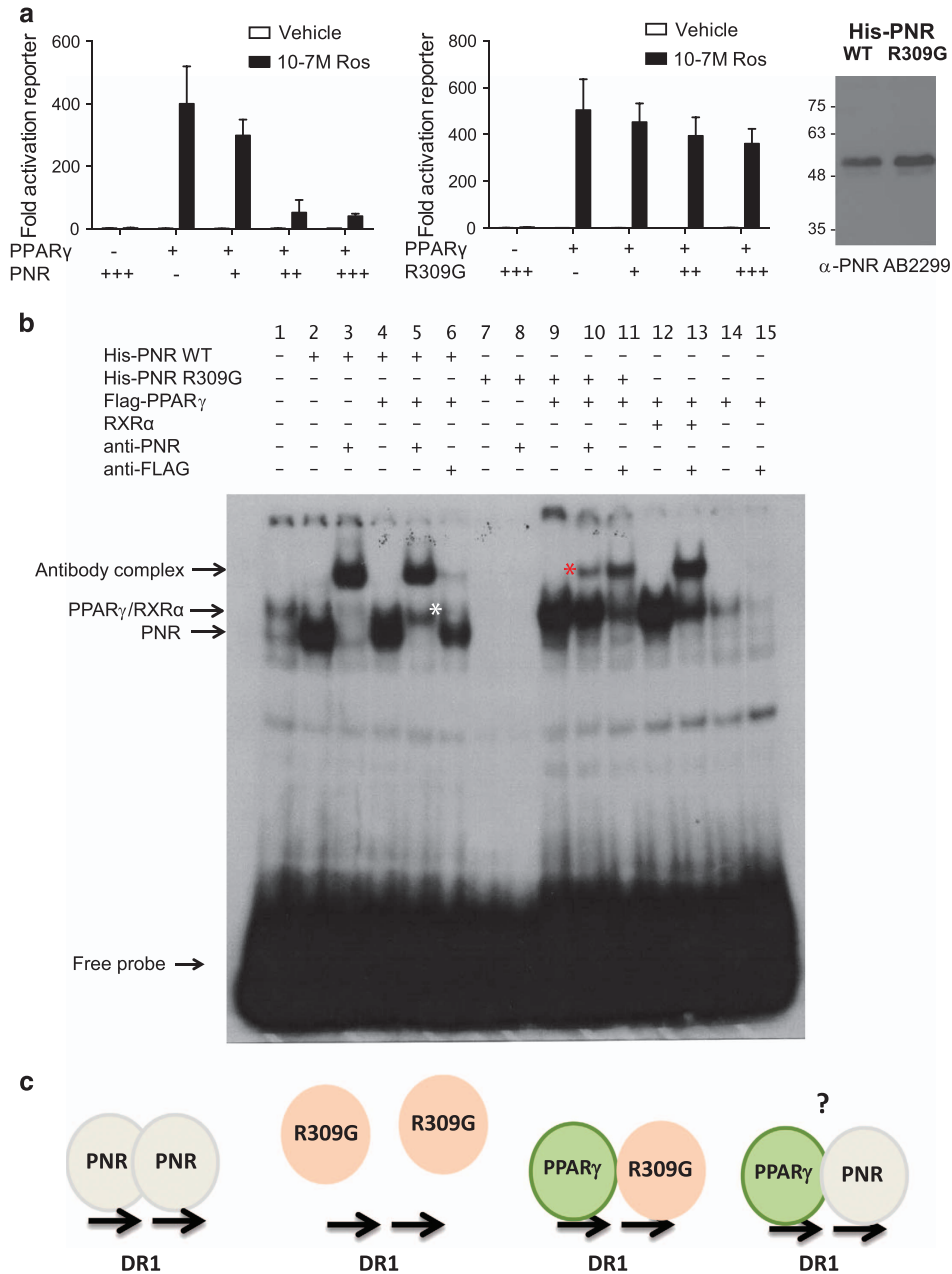 a
Vehicle
10-7M Ros
Fold activation reporter
600
400
200
0
PPARγ - + + + +
PNR +++ - + ++ +++
Vehicle
10-7M Ros
Fold activation reporter
800
600
400
200
0
PPARγ - + + + +
R309G +++ - + ++ +++
His-PNR
WT R309G
75
63
48
35
α-PNR AB2299
b
1 2 3 4 5 6 7 8 9 10 11 12 13 14 15
His-PNR WT – + + + + + – – – – – – – – –
His-PNR R309G – – – – – – + + + + + – – – –
Flag-PPARγ – – – + + + – – + + + + + + +
RXRα – – – – – – – – – – – + + – –
anti-PNR – – + – + – – + – + – – – – –
anti-FLAG – – – – – + – – – – + – + – +
Antibody complex
*
PPARγ/RXRα
*
PNR
Free probe
c
?
PNR PNR
R309G R309G
PPARγ R309G
PPARγ PNR
DR1 DR1 DR1 DR1